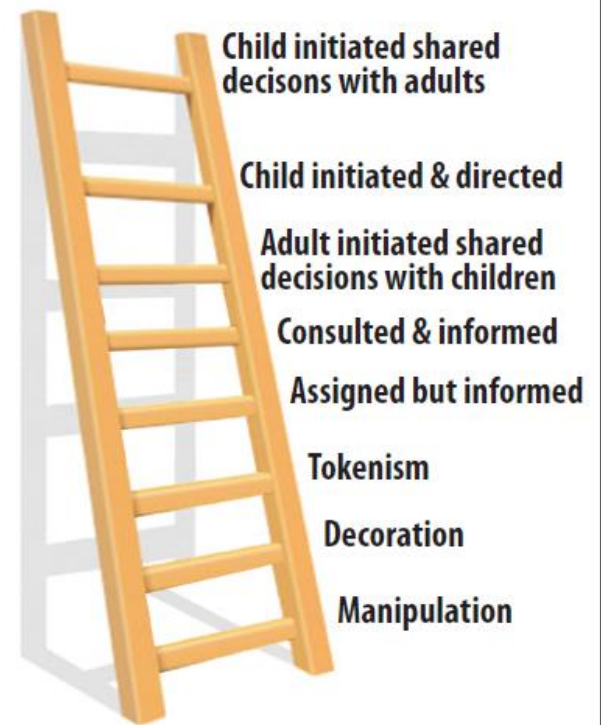 Child initiated shared
decisons with adults
Child initiated & directed
Adult initiated shared
decisions with children
Consulted & informed
Assigned but informed
Tokenism
Decoration
Manipulation